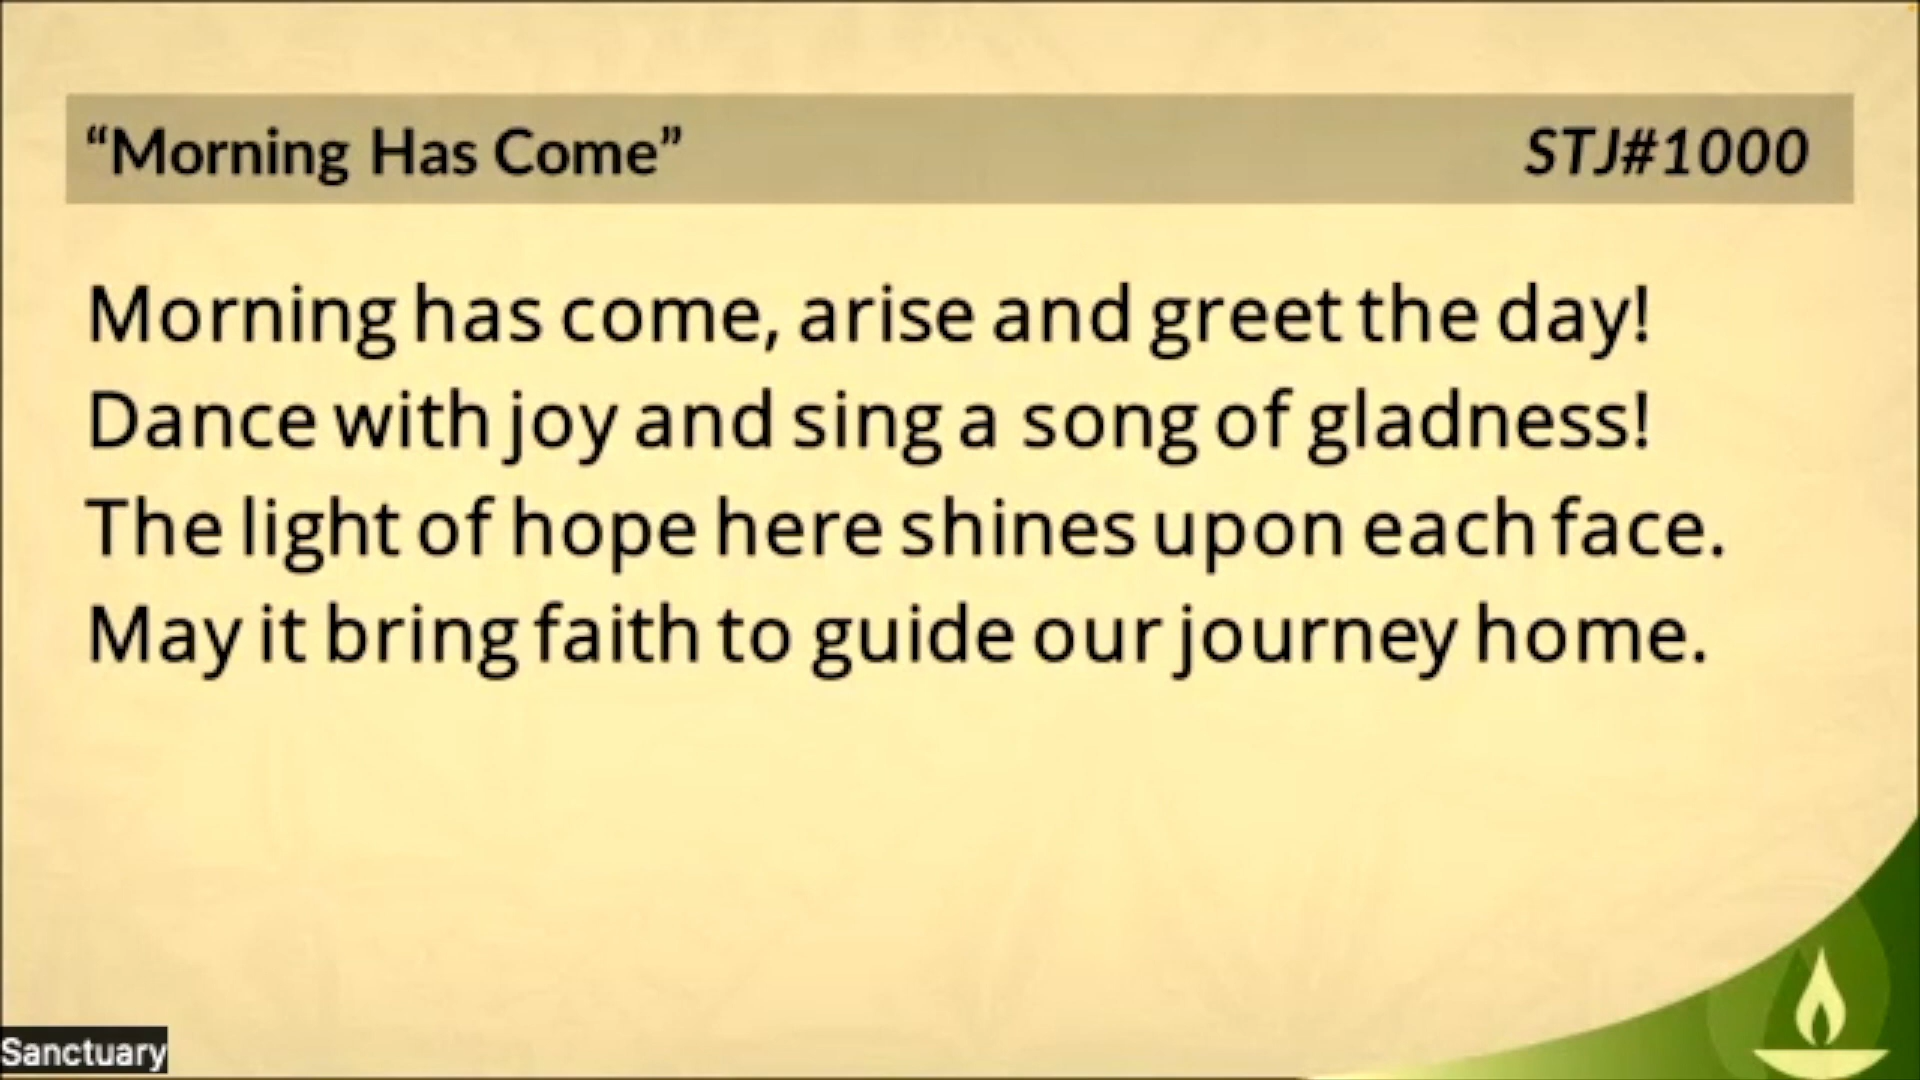 “Morning Has Come” STJ#1000
Morning has come, arise and greet the day!
Dance with joy and sing a song of gladness!
The light of hope here shines upon each face.
May it bring faith to guide our journey home.
Sanctuary